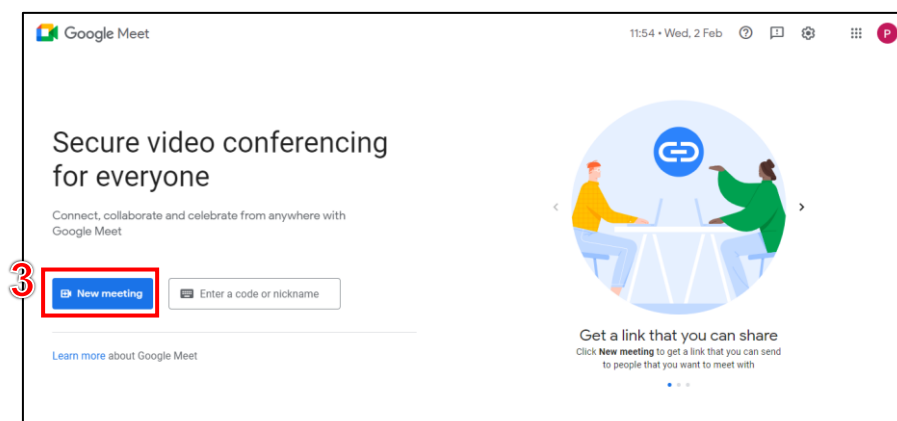 Google Meet
11:54 • Wed, 2 Feb
P
Secure video conferencing
for everyone
Connect, collaborate and celebrate from anywhere with
Google Meet
3
New meeting
Enter a code or nickname
Learn more about Google Meet
Get a link that you can share
Click New meeting to get a link that you can send
to people that you want to meet with